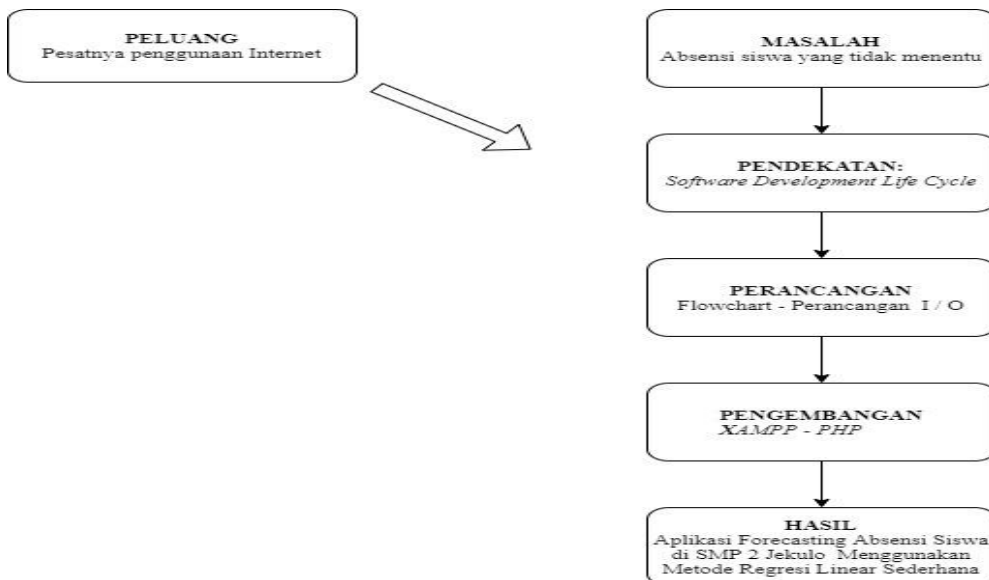 PELUANG
Pesatnya penggunaan Internet
MASALAH
Absensi siswa yang tidak menentu
PENDEKATAN:
Software Development Life Cycle
PERANCANGAN
Flowchart - Perancangan I / O
PENGEMBANGAN
XAMPP - PHP
HASIL
Aplikasi Forecasting Absensi Siswa
di SMP 2 Jekulo Menggunakan
Metode Regresi Linear Sederhana